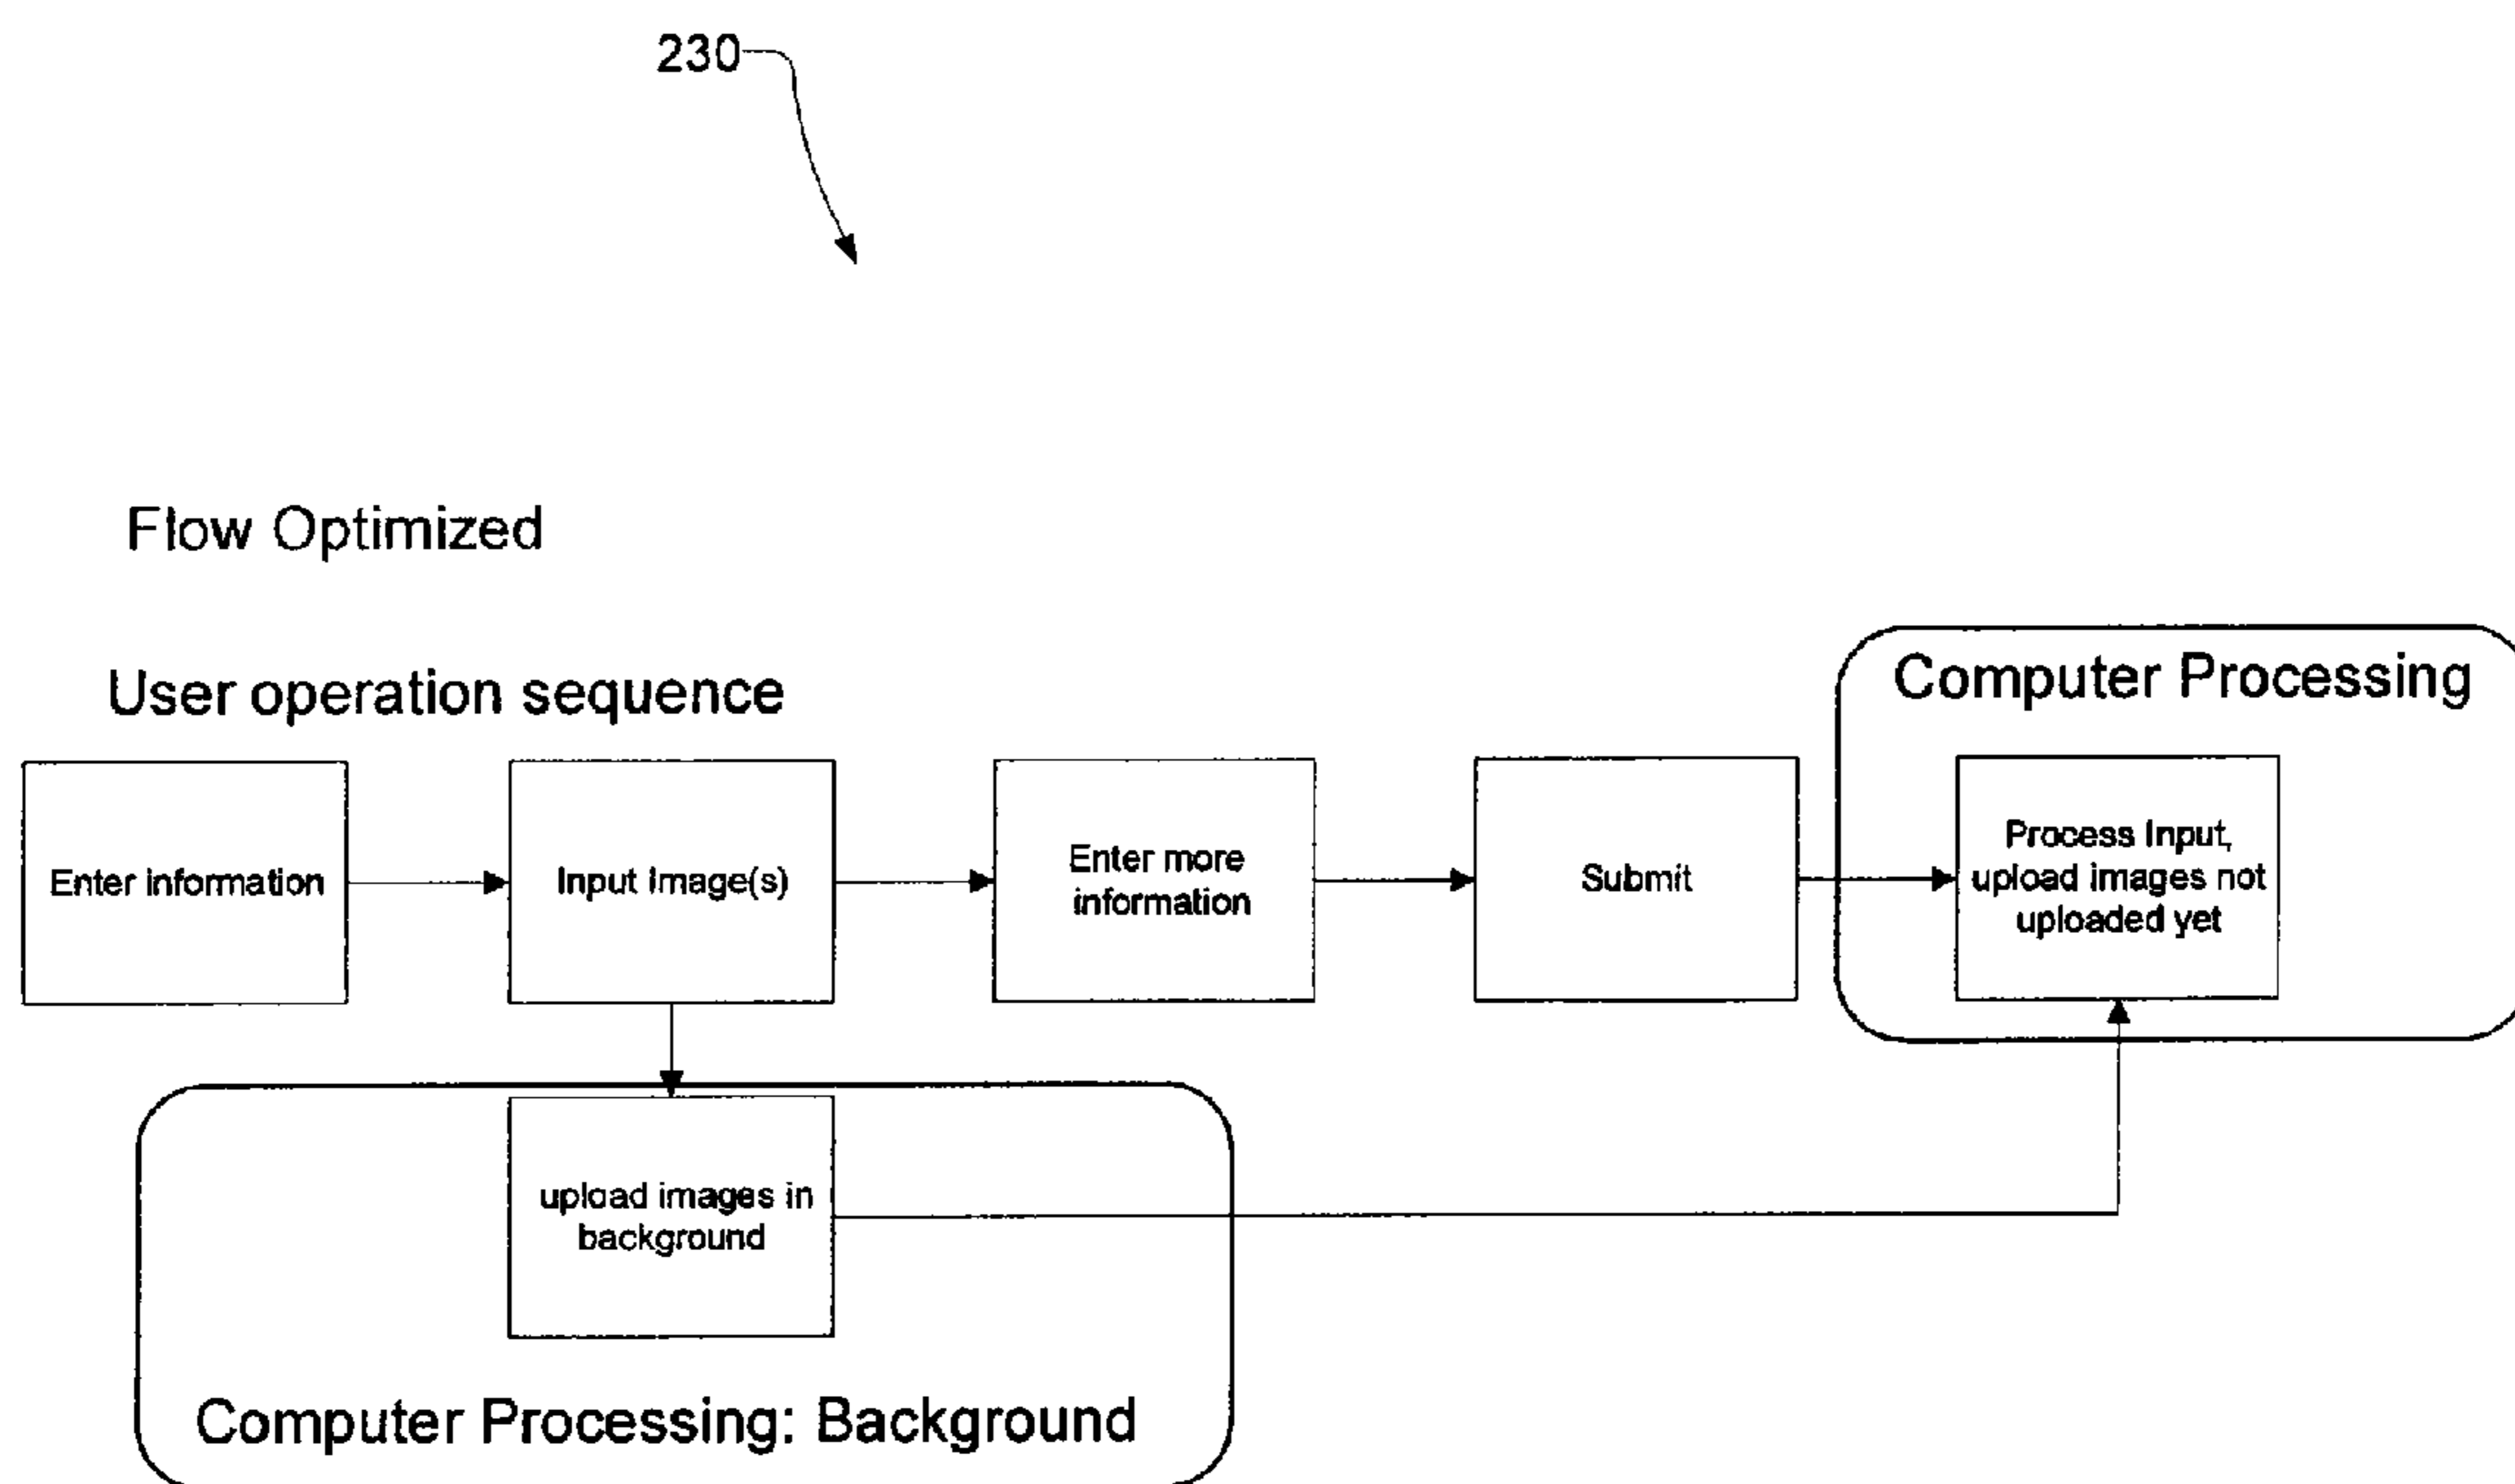 230
Flow Optimized
User operation sequence
Computer Processing
Enter information
Input Image(s)
Enter more
information
Submit
Process Input,
upload images not
uploaded yet
upload images in
background
Computer Processing: Background